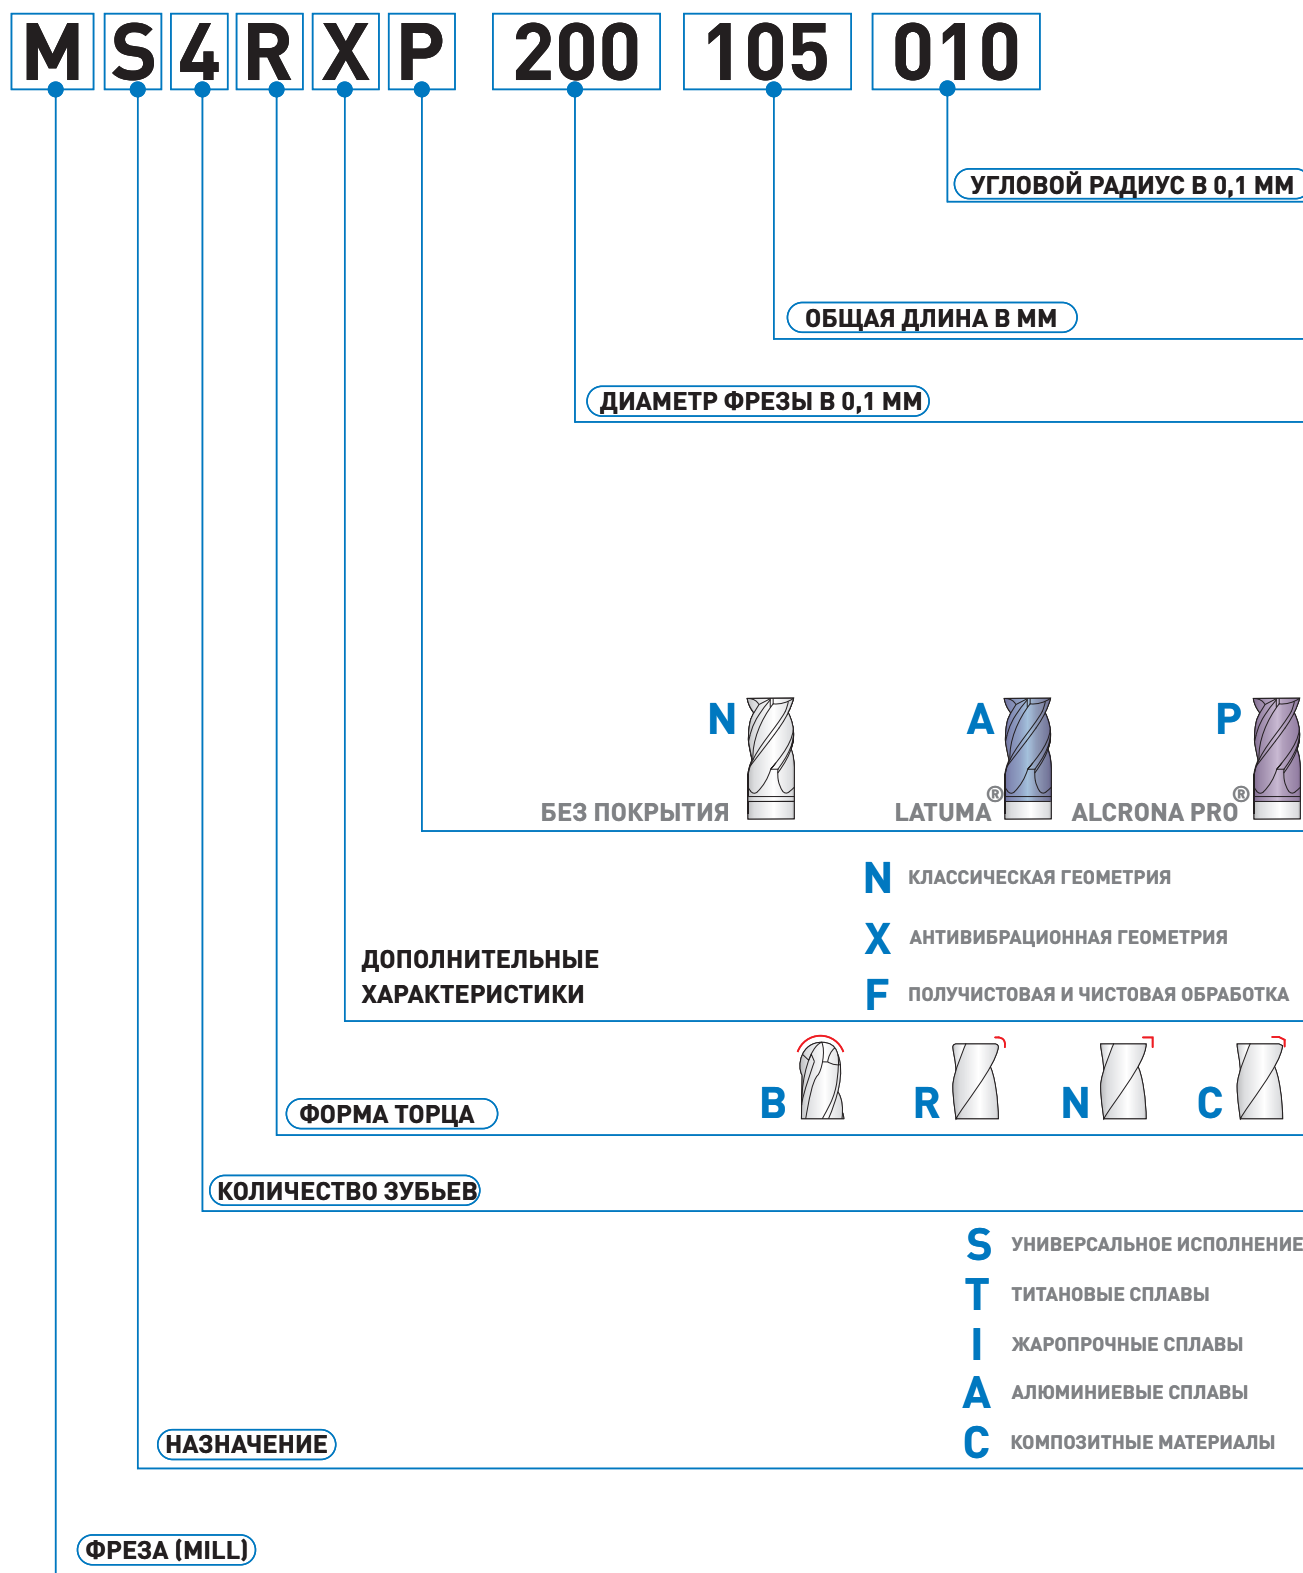 M S 4 R X P 200 105 010
УГЛОВОЙ РАДИУС В 0,1 ММ
ОБЩАЯ ДЛИНА В ММ
ДИАМЕТР ФРЕЗЫ В 0,1 ММ
N A P
БЕЗ ПОКРЫТИЯ LATUMA® ALCRONA PRO®
N КЛАССИЧЕСКАЯ ГЕОМЕТРИЯ
X АНТИВИБРАЦИОННАЯ ГЕОМЕТРИЯ
ДОПОЛНИТЕЛЬНЫЕ
ХАРАКТЕРИСТИКИ
F ПОЛУЧИСТОВАЯ И ЧИСТОВАЯ ОБРАБОТКА
B R N C
ФОРМА ТОРЦА
КОЛИЧЕСТВО ЗУБЬЕВ
S УНИВЕРСАЛЬНОЕ ИСПОЛНЕНИЕ
T ТИТАНОВЫЕ СПЛАВЫ
I ЖАРОПРОЧНЫЕ СПЛАВЫ
A АЛЮМИНИЕВЫЕ СПЛАВЫ
C КОМПОЗИТНЫЕ МАТЕРИАЛЫ
НАЗНАЧЕНИЕ
ФРЕЗА (MILL)